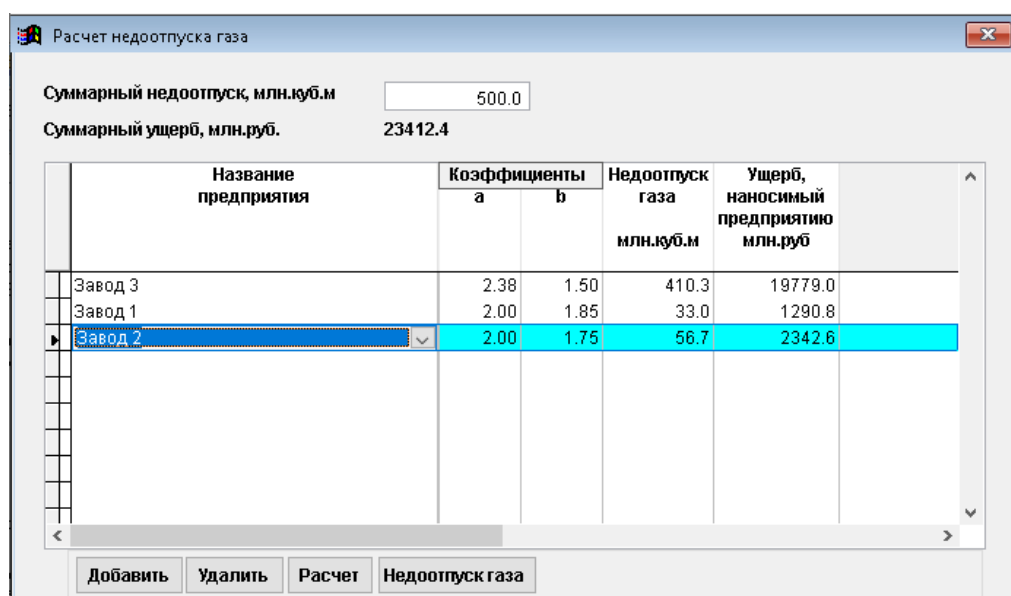 Расчет недоотпуска газа
Суммарный недоотпуск, млн.куб.м 500.0
Суммарный ущерб, млн.руб. 23412.4
Название предприятия Коэффициенты a b Недоотпуск газа млн.куб.м Ущерб, наносимый предприятию млн.руб
Завод 3 2.38 1.50 410.3 19779.0
Завод 1 2.00 1.85 33.0 1290.8
Завод 2 2.00 1.75 56.7 2342.6
Добавить Удалить Расчет Недоотпуск газа